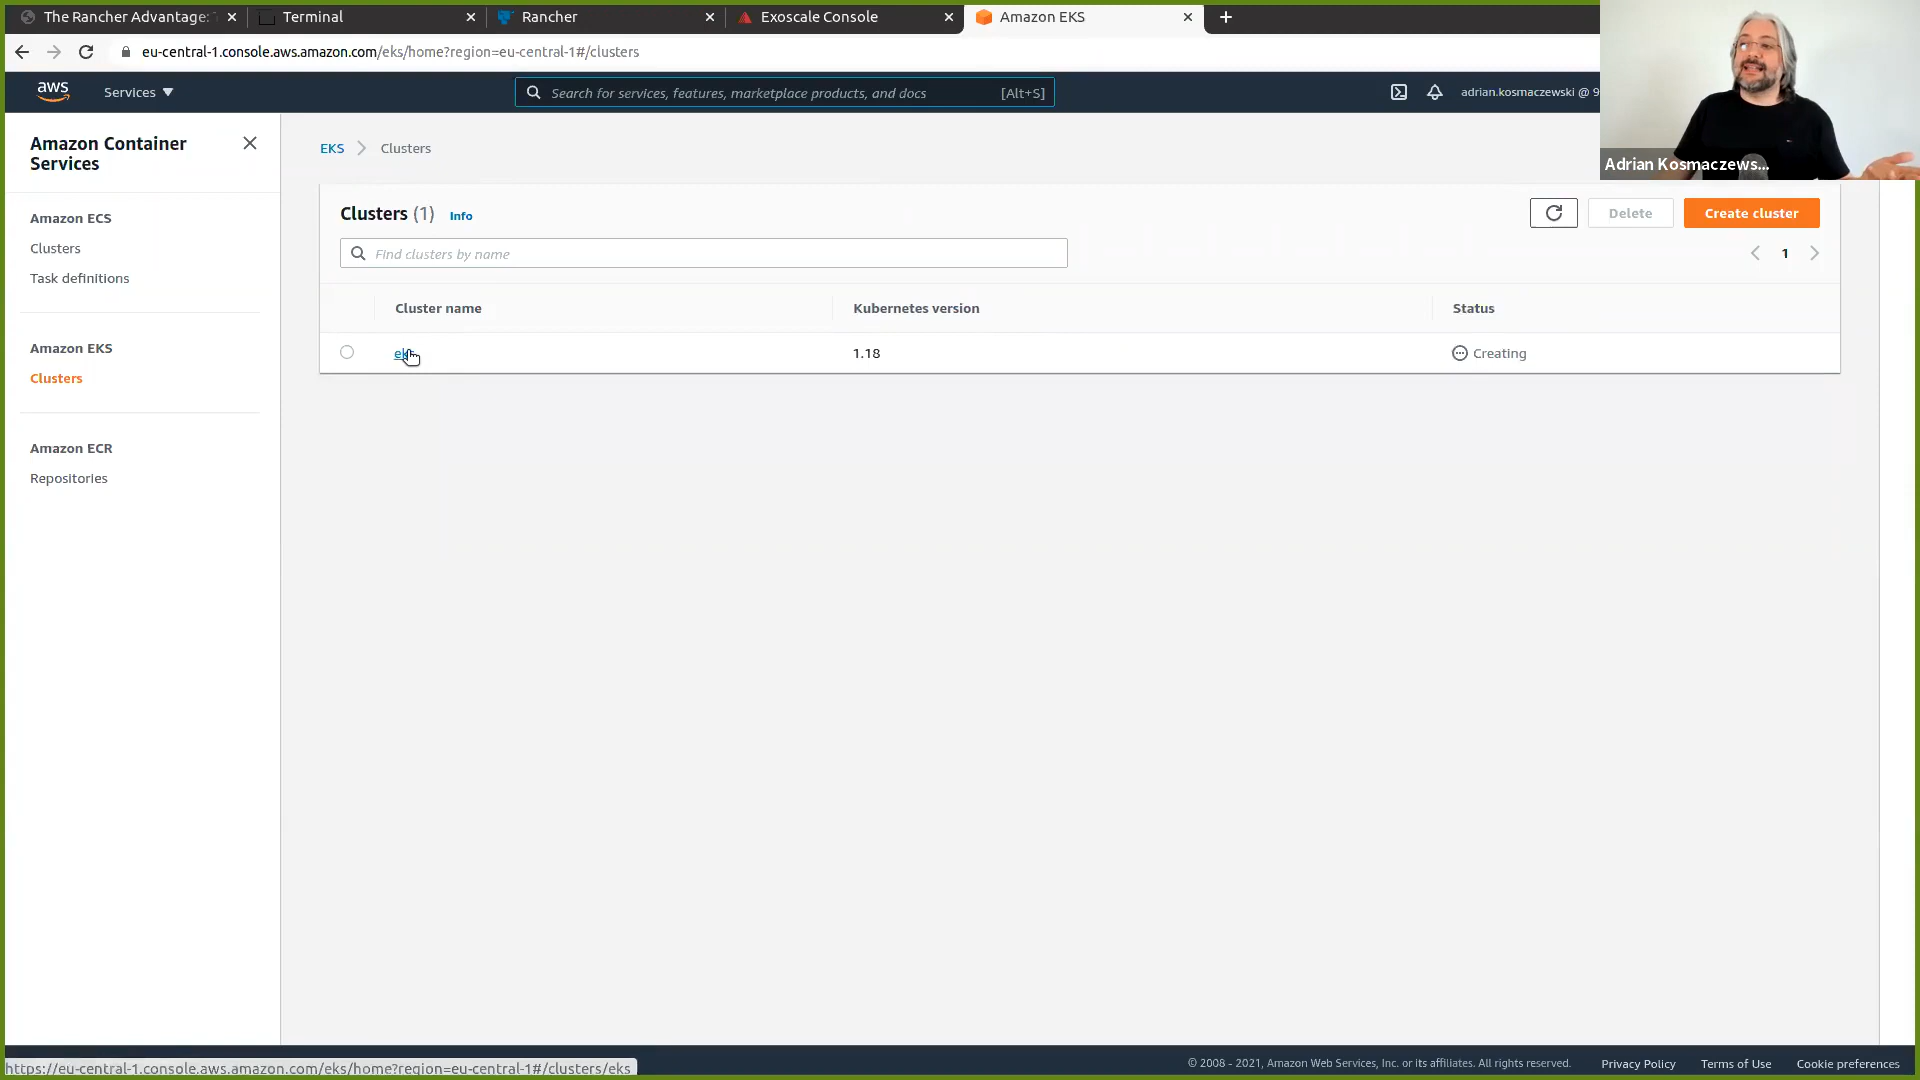 The Rancher Advantage:
Terminal
Rancher
Exoscale Console
Amazon EKS
eu-central-1.console.aws.amazon.com/eks/home?region=eu-central-1#/clusters
aws
Services
Search for services, features, marketplace products, and docs
[Alt+S]
adrian.kosmaczewski @ 9
Adrian Kosmaczews...
Amazon Container
Services
Amazon ECS
Clusters
Task definitions
Amazon EKS
Clusters
Amazon ECR
Repositories
EKS
Clusters
Clusters (1)
Info
Delete
Create cluster
Find clusters by name
1
Cluster name
Kubernetes version
Status
eks
1.18
Creating
https://eu-central-1.console.aws.amazon.com/eks/home?region=eu-central-1#/clusters/eks
© 2008 - 2021, Amazon Web Services, Inc. or its affiliates. All rights reserved.
Privacy Policy
Terms of Use
Cookie preferences